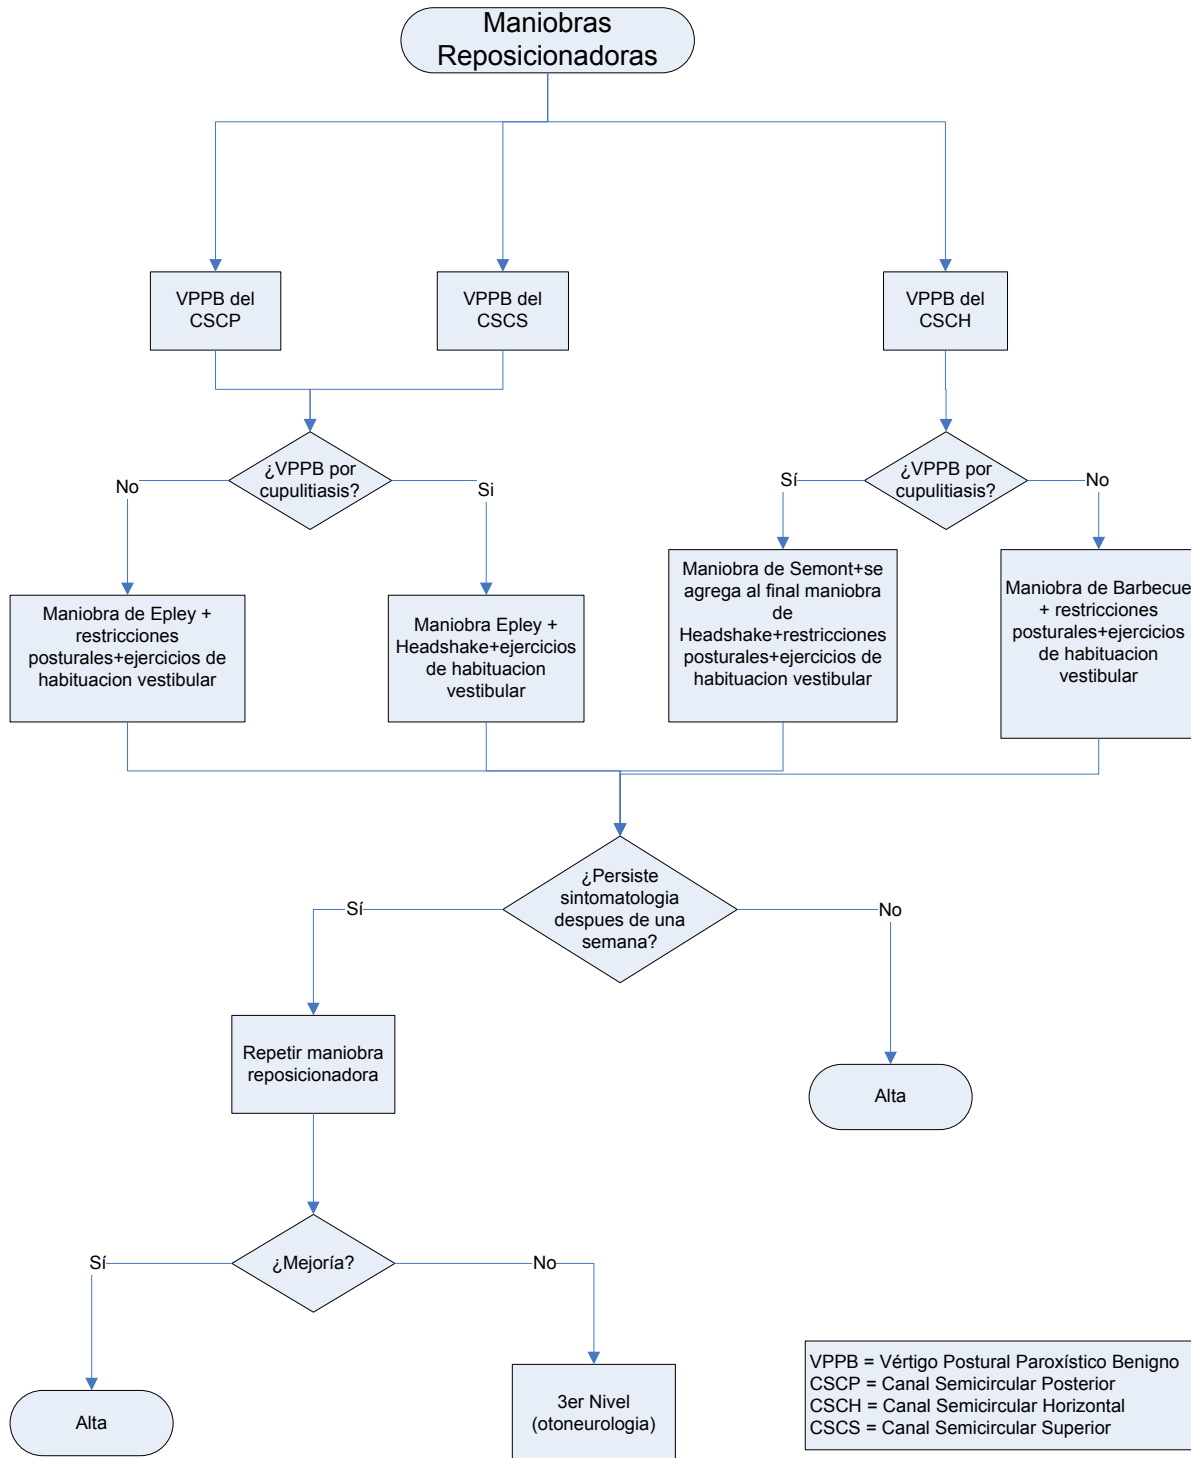 Maniobras
Reposicionadoras
VPPB del
CSCP
VPPB del
CSCS
VPPB del
CSCH
¿VPPB por
cupulitiasis?
No
Si
¿VPPB por
cupulitiasis?
Sí
No
Maniobra de Epley +
restricciones
posturales+ejercicios de
habituacion vestibular
Maniobra Epley +
Headshake+ejercicios
de habituacion
vestibular
Maniobra de Semont+se
agrega al final maniobra
de
Headshake+restricciones
posturales+ejercicios de
habituacion vestibular
Maniobra de Barbecue
+ restricciones
posturales+ejercicios
de habituacion
vestibular
¿Persiste
sintomatologia
despues de una
semana?
Sí
No
Repetir maniobra
reposicionadora
Alta
¿Mejoría?
Sí
No
Alta
3er Nivel
(otoneurologia)
VPPB = Vértigo Postural Paroxístico Benigno
CSCP = Canal Semicircular Posterior
CSCH = Canal Semicircular Horizontal
CSCS = Canal Semicircular Superior